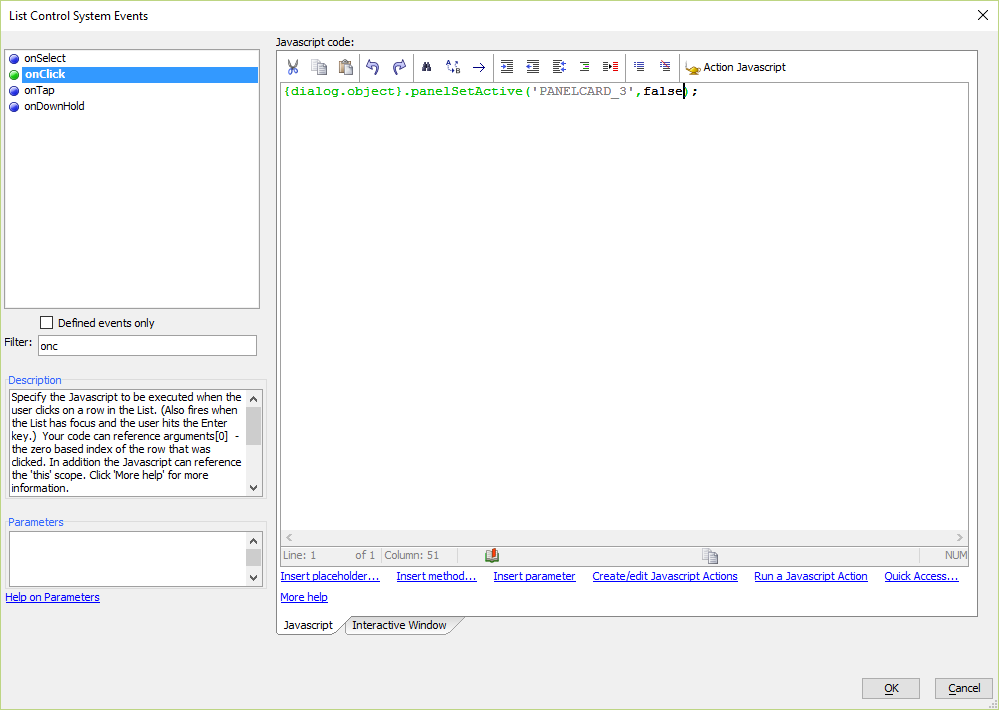 List Control System Events
onSelect
onClick
onTap
onDownHold
Defined events only
Filter:
onc
Description
Specify the Javascript to be executed when the
user clicks on a row in the List. (Also fires when
the List has focus and the user hits the Enter
key.)  Your code can reference arguments[0]  -
the zero based index of the row that was
clicked. In addition the Javascript can reference
the 'this' scope. Click 'More help' for more
information.
Parameters
Help on Parameters
Javascript code:
Action Javascript
{dialog.object}.panelSetActive('PANELCARD_3',false);
Line: 1 of 1 Column: 51 NUM
Insert placeholder... Insert method... Insert parameter Create/edit Javascript Actions Run a Javascript Action Quick Access...
More help
Javascript Interactive Window
OK Cancel